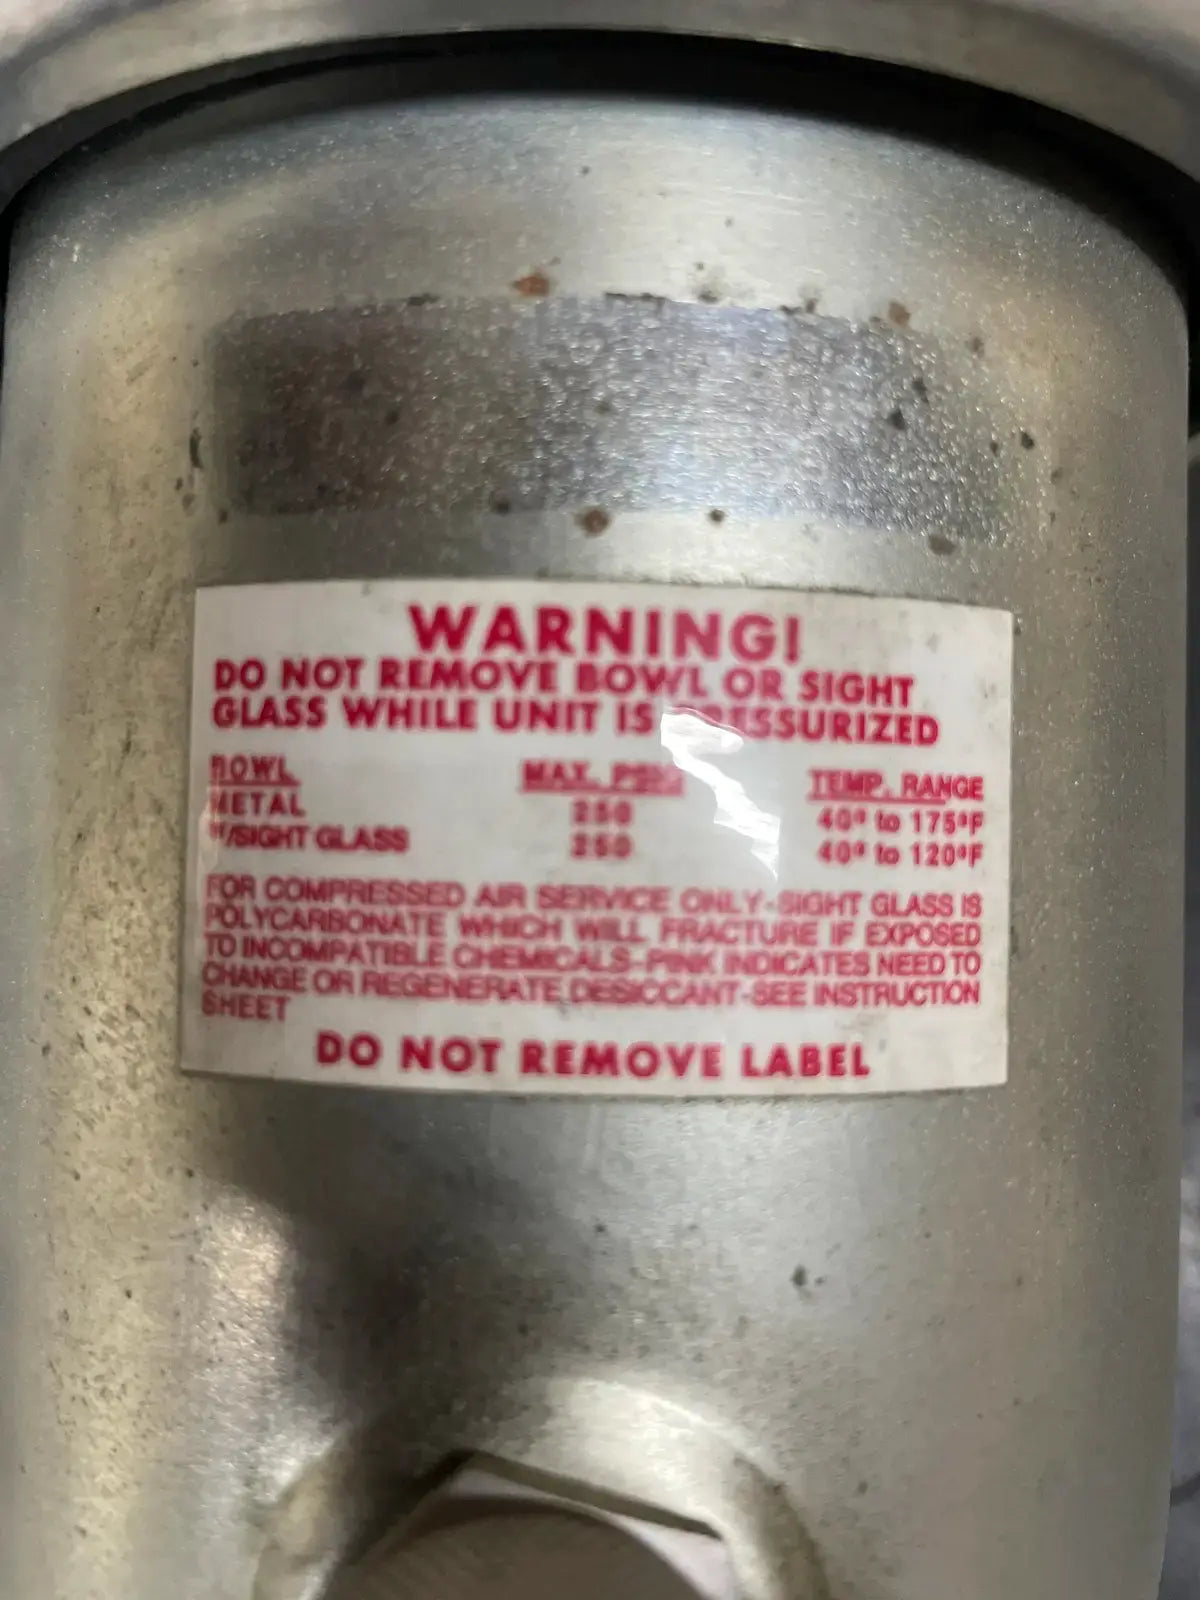 WARNING!
DO NOT REMOVE BOWL OR SIGHT
GLASS WHILE UNIT IS PRESSURIZED
BOWL MAX. PSIG TEMP. RANGE
METAL 250 40° to 175°F
"/SIGHT GLASS 250 40° to 120°F
FOR COMPRESSED AIR SERVICE ONLY-SIGHT GLASS IS
POLYCARBONATE WHICH WILL FRACTURE IF EXPOSED
TO INCOMPATIBLE CHEMICALS-PINK INDICATES NEED TO
CHANGE OR REGENERATE DESICCANT-SEE INSTRUCTION
SHEET
DO NOT REMOVE LABEL